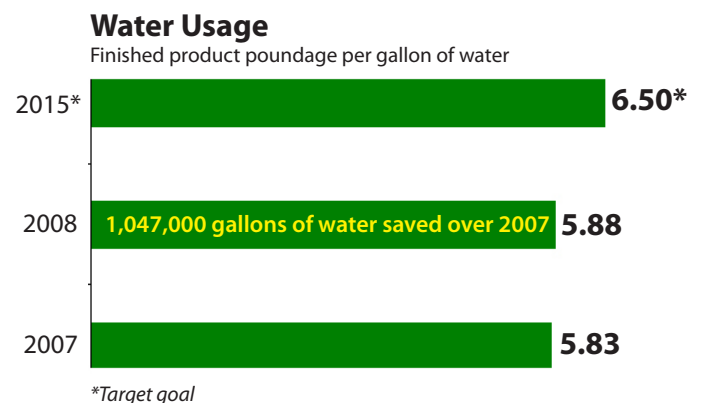 Water Usage
Finished product poundage per gallon of water
2015*
6.50*
2008
1,047,000 gallons of water saved over 2007
5.88
2007
5.83
*Target goal